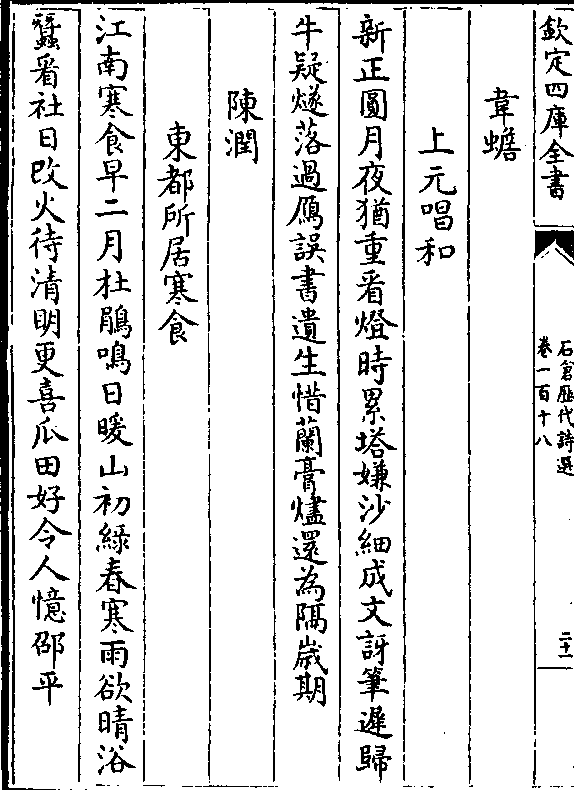 欽定四庫全書
石倉歷代詩選
卷一百十八
二十一
韋蟾
上元唱和
新正圓月夜猶重看燈時累塔嫌沙細成文訝筆遲歸
牛疑燧落過鴈誤書遺生惜蘭膏燼還為隔嵗期
陳潤
東都所居寒食
江南寒食早二月杜鵑鳴日暖山初綠春寒雨欲晴浴
蠶看社日改火待清明更喜瓜田好令人憶邵平